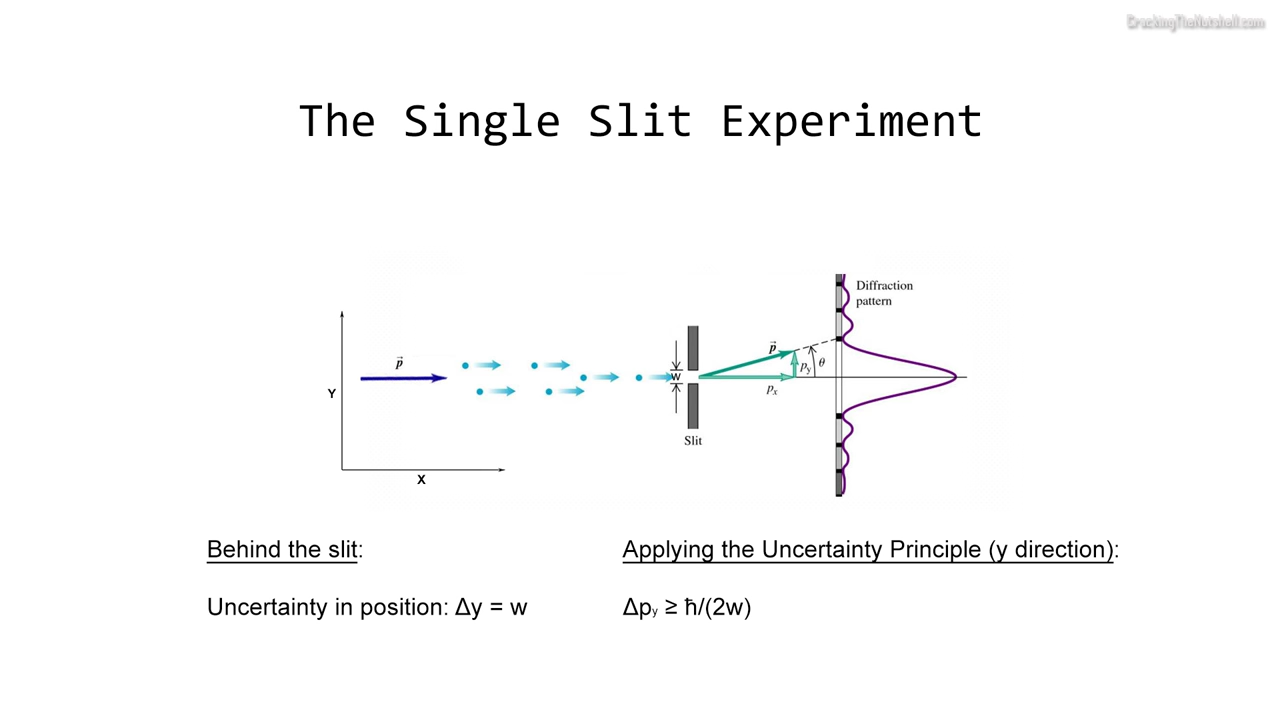 CrackingTheNutshell.com
The Single Slit Experiment
Diffraction
pattern
p
Y
X
w
Slit
p
py
θ
px
Behind the slit:
Applying the Uncertainty Principle (y direction):
Uncertainty in position: Δy = w
Δpy ≥ ħ/(2w)